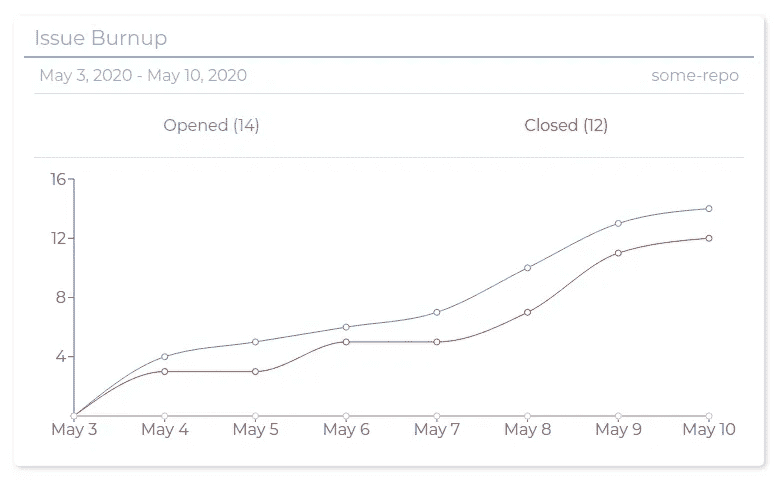 Issue Burnup
May 3, 2020 - May 10, 2020 some-repo
Opened (14) Closed (12)
16
12
8
4
May 3 May 4 May 5 May 6 May 7 May 8 May 9 May 10